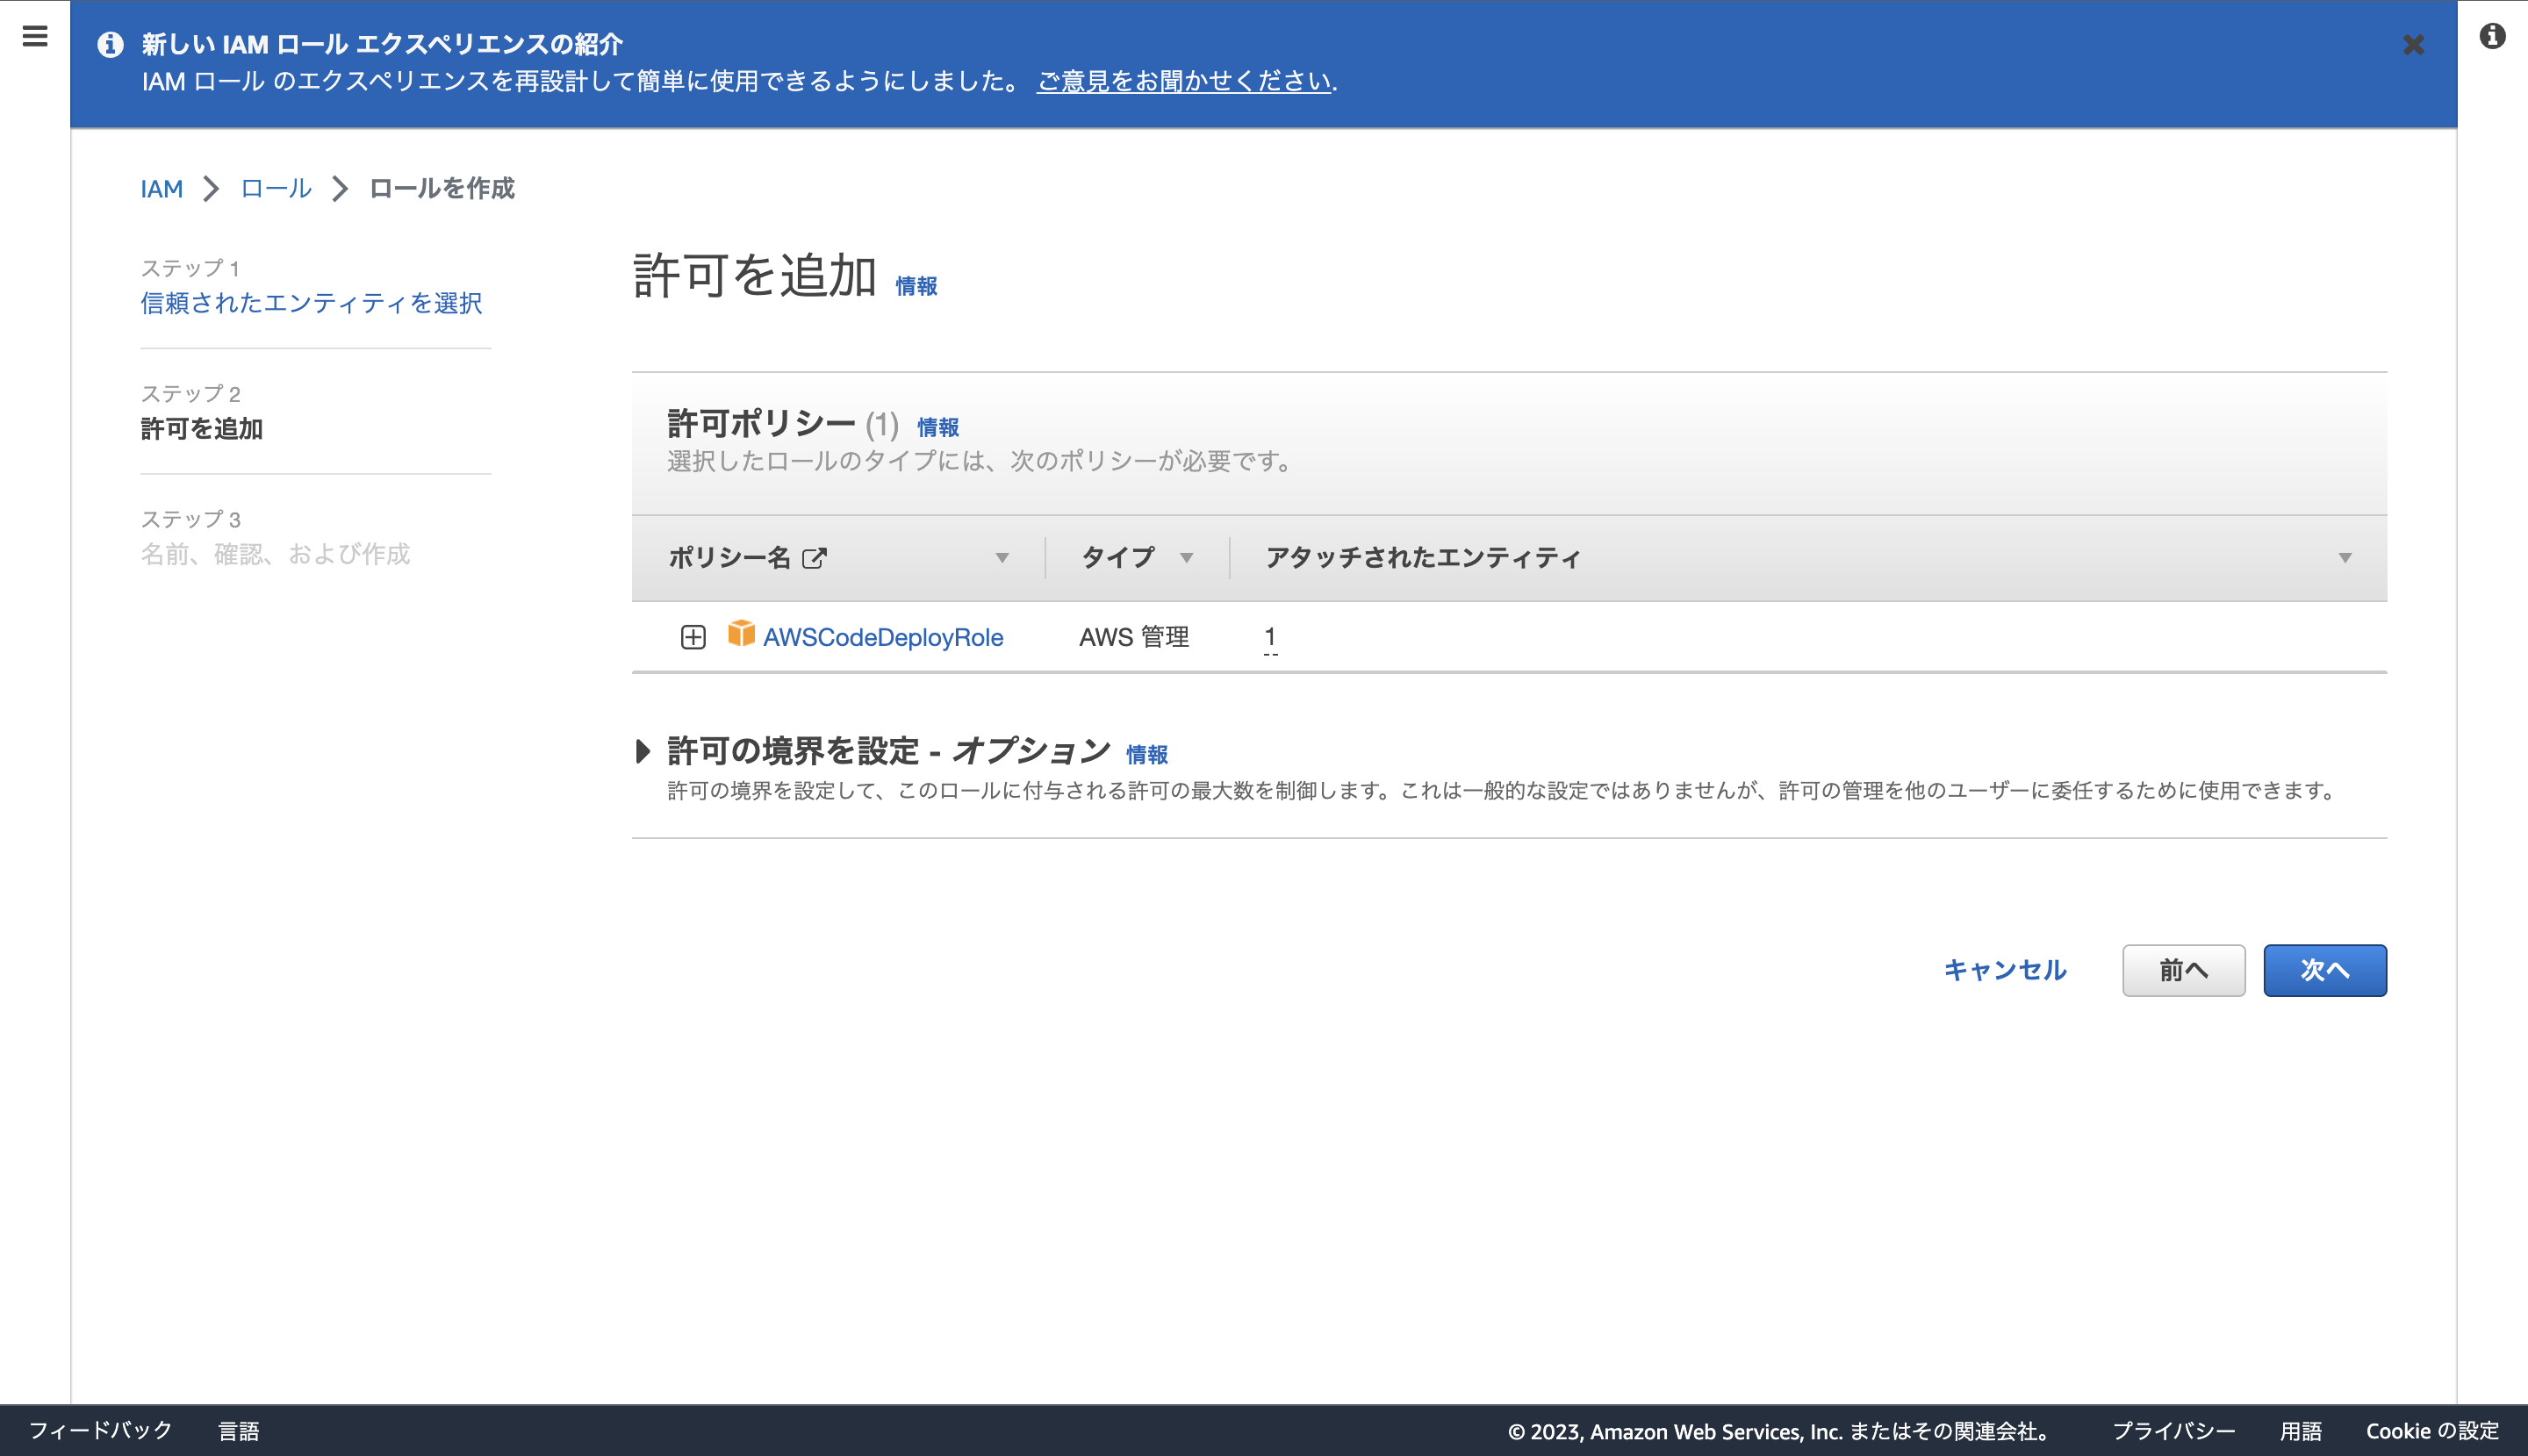 新しい IAM ロール エクスペリエンスの紹介
IAM ロール のエクスペリエンスを再設計して簡単に使用できるようにしました。 ご意見をお聞かせください.
IAM ロール ロールを作成
ステップ 1
信頼されたエンティティを選択
ステップ 2
許可を追加
ステップ 3
名前、確認、および作成
許可を追加 情報
許可ポリシー (1) 情報
選択したロールのタイプには、次のポリシーが必要です。
ポリシー名 タイプ アタッチされたエンティティ
AWSCodeDeployRole AWS 管理 1
許可の境界を設定 - オプション 情報
許可の境界を設定して、このロールに付与される許可の最大数を制御します。これは一般的な設定ではありませんが、許可の管理を他のユーザーに委任するために使用できます。
キャンセル 前へ 次へ
フィードバック 言語 © 2023, Amazon Web Services, Inc. またはその関連会社。 プライバシー 用語 Cookie の設定